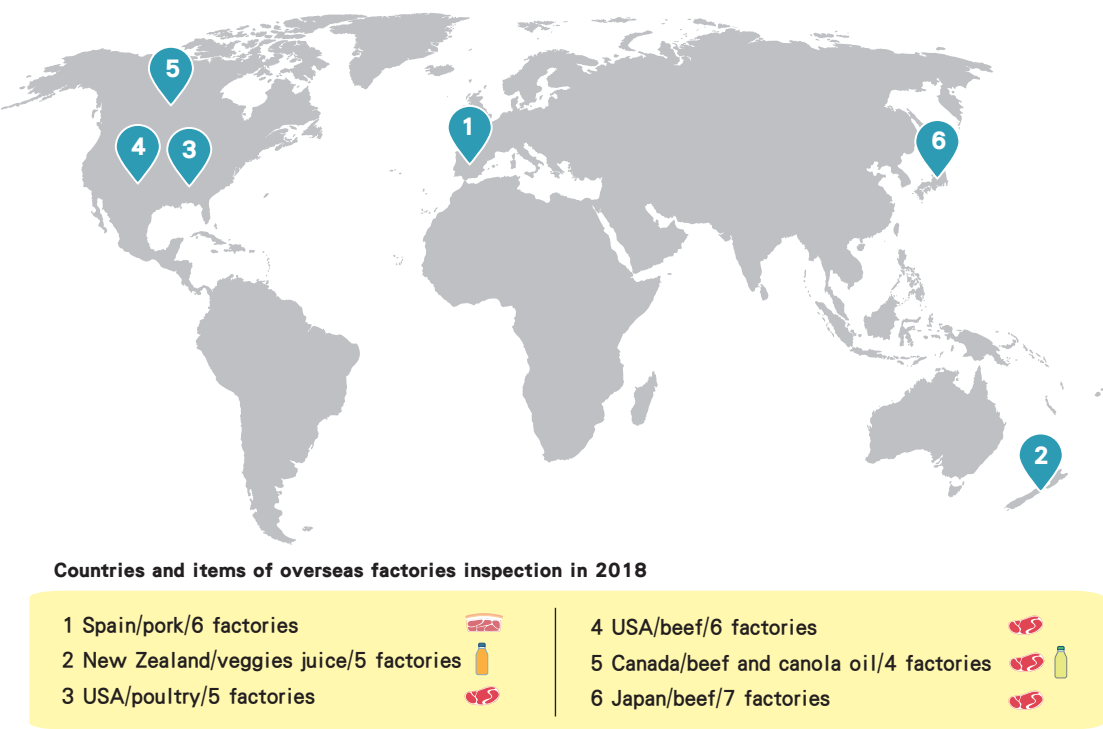 5
1
4
3
6
2
Countries and items of overseas factories inspection in 2018
1 Spain/pork/6 factories
2 New Zealand/veggies juice/5 factories
3 USA/poultry/5 factories
4 USA/beef/6 factories
5 Canada/beef and canola oil/4 factories
6 Japan/beef/7 factories